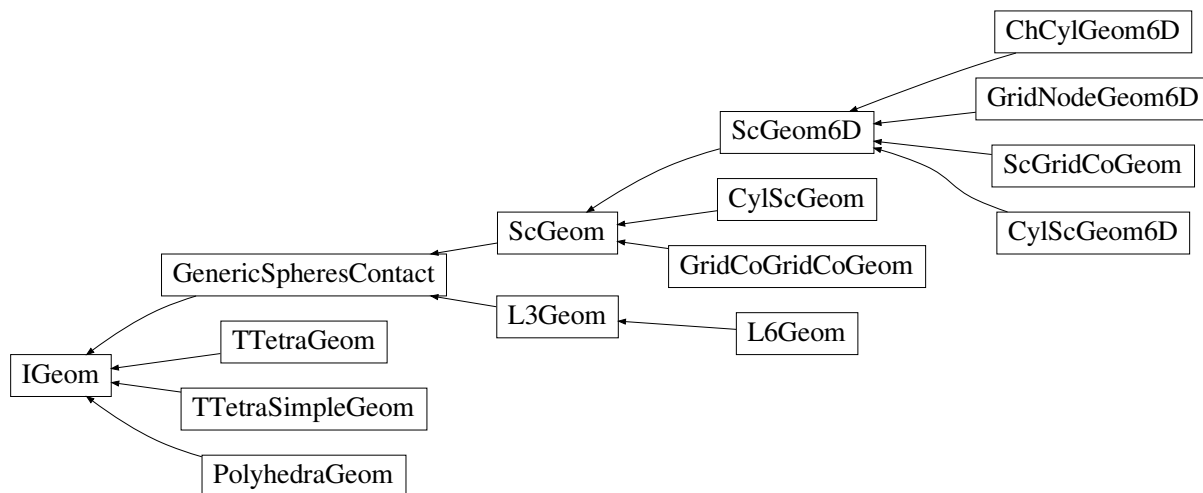 ChCylGeom6D
GridNodeGeom6D
ScGeom6D
ScGridCoGeom
CylScGeom
ScGeom
CylScGeom6D
GridCoGridCoGeom
GenericSpheresContact
L3Geom
L6Geom
TTetraGeom
IGeom
TTetraSimpleGeom
PolyhedraGeom